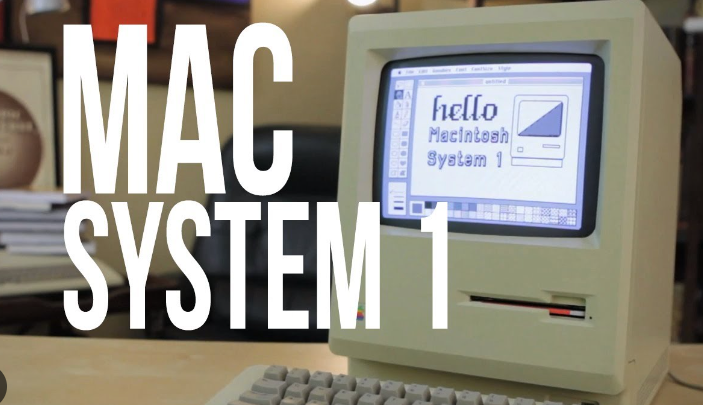 MAC
SYSTEM 1
hello
Macintosh
System 1